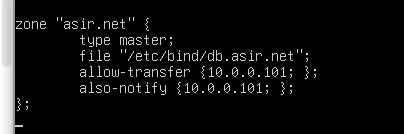 zone "asir.net" {
type master;
file "/etc/bind/db.asir.net";
allow-transfer {10.0.0.101; };
also-notify {10.0.0.101; };
};